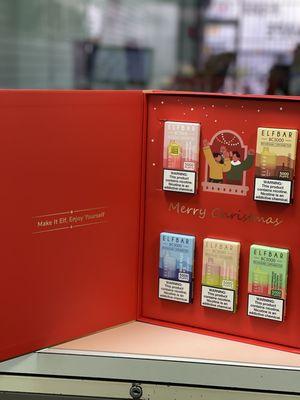 Make It Elf, Enjoy Yourself
ELFBAR
BC5000
WARNING:
This product
contains nicotine.
Nicotine is an
addictive chemical.
ELFBAR
BC5000
WARNING:
This product
contains nicotine.
Nicotine is an
addictive chemical.
Merry Christmas
ELFBAR
BC5000
WARNING:
This product
contains nicotine.
Nicotine is an
addictive chemical.
ELFBAR
BC5000
WARNING:
This product
contains nicotine.
Nicotine is an
addictive chemical.
ELFBAR
BC5000
WARNING:
This product
contains nicotine.
Nicotine is an
addictive chemical.